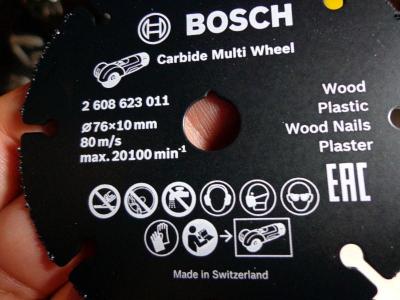 BOSCH
Carbide Multi Wheel
2 608 623 011
Ø76×10 mm
80 m/s
max. 20100 min⁻¹
Wood
Plastic
Wood Nails
Plaster
EAC
Made in Switzerland